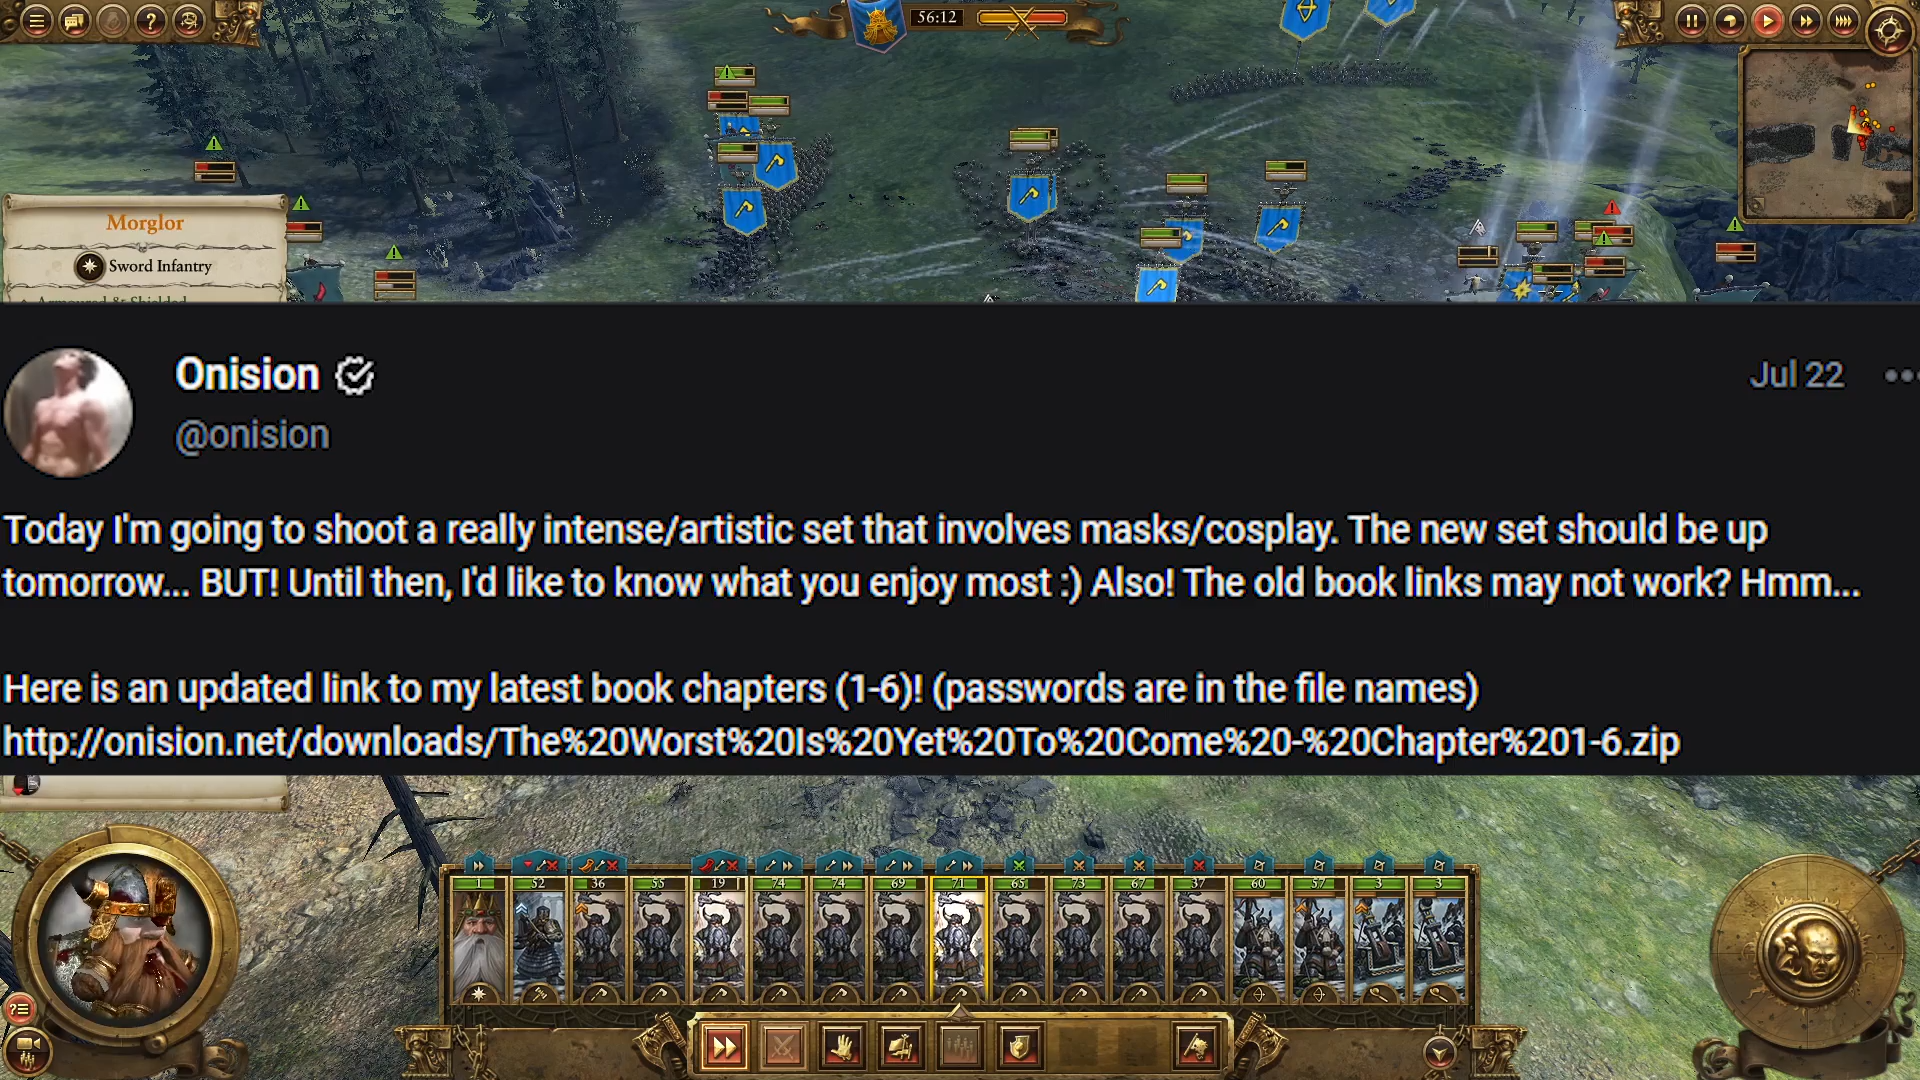 56:12
Morglor
Sword Infantry
Armoured & Shielded
Onision
Jul 22
@onision
Today I'm going to shoot a really intense/artistic set that involves masks/cosplay. The new set should be up
tomorrow... BUT! Until then, I'd like to know what you enjoy most :) Also! The old book links may not work? Hmm...
Here is an updated link to my latest book chapters (1-6)! (passwords are in the file names)
http://onision.net/downloads/The%20Worst%20Is%20Yet%20To%20Come%20-%20Chapter%201-6.zip
1 52 36 55 19 74 74 69 71 65 73 67 37 60 57 3 3